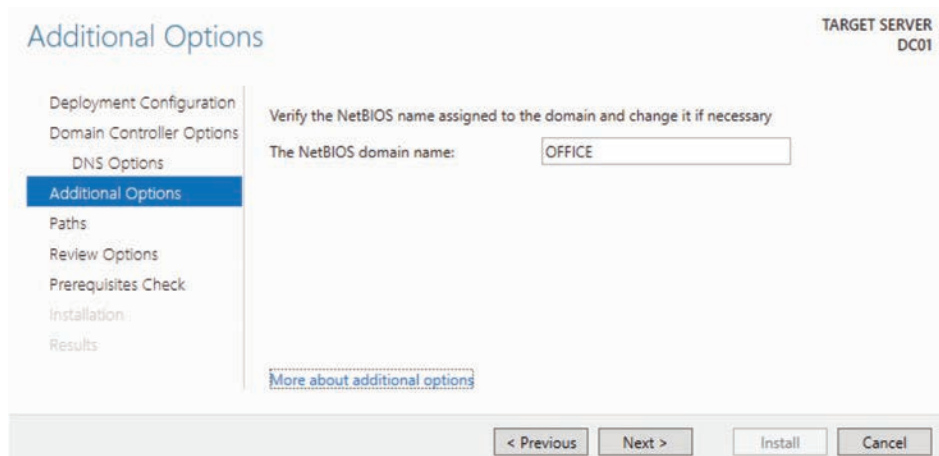 Additional Options
TARGET SERVER
DC01
Deployment Configuration
Domain Controller Options
DNS Options
Additional Options
Paths
Review Options
Prerequisites Check
Installation
Results
Verify the NetBIOS name assigned to the domain and change it if necessary
The NetBIOS domain name: OFFICE
More about additional options
< Previous Next > Install Cancel